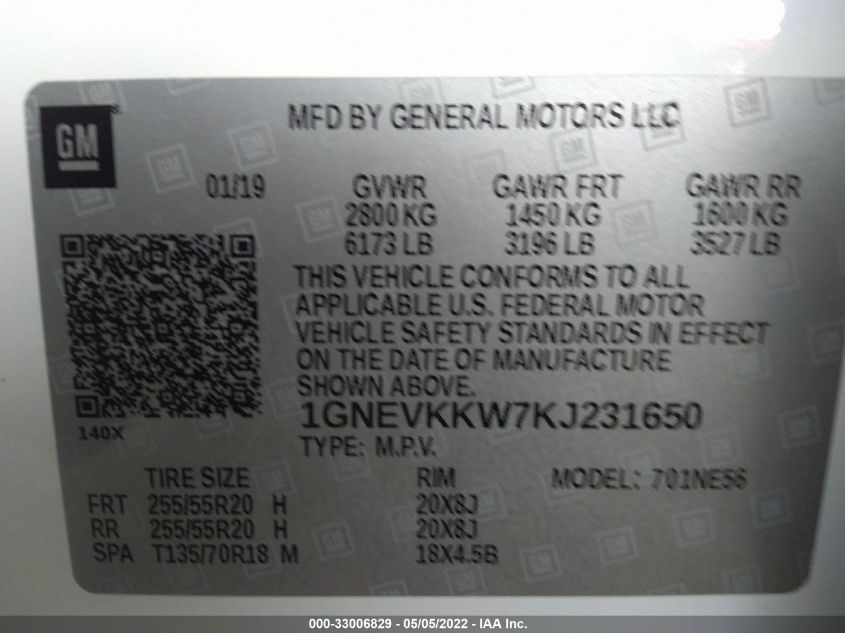 GM
MFD BY GENERAL MOTORS LLC
01/19 GVWR GAWR FRT GAWR RR
2800 KG 1450 KG 1600 KG
6173 LB 3196 LB 3527 LB
THIS VEHICLE CONFORMS TO ALL
APPLICABLE U.S. FEDERAL MOTOR
VEHICLE SAFETY STANDARDS IN EFFECT
ON THE DATE OF MANUFACTURE
SHOWN ABOVE.
1GNEVKKW7KJ231650
140X
TYPE: M.P.V.
TIRE SIZE RIM MODEL: 701NE56
FRT 255/55R20 H 20X8J
RR 255/55R20 H 20X8J
SPA T135/70R18 M 18X4.5B
000-33006829 - 05/05/2022 - IAA Inc.